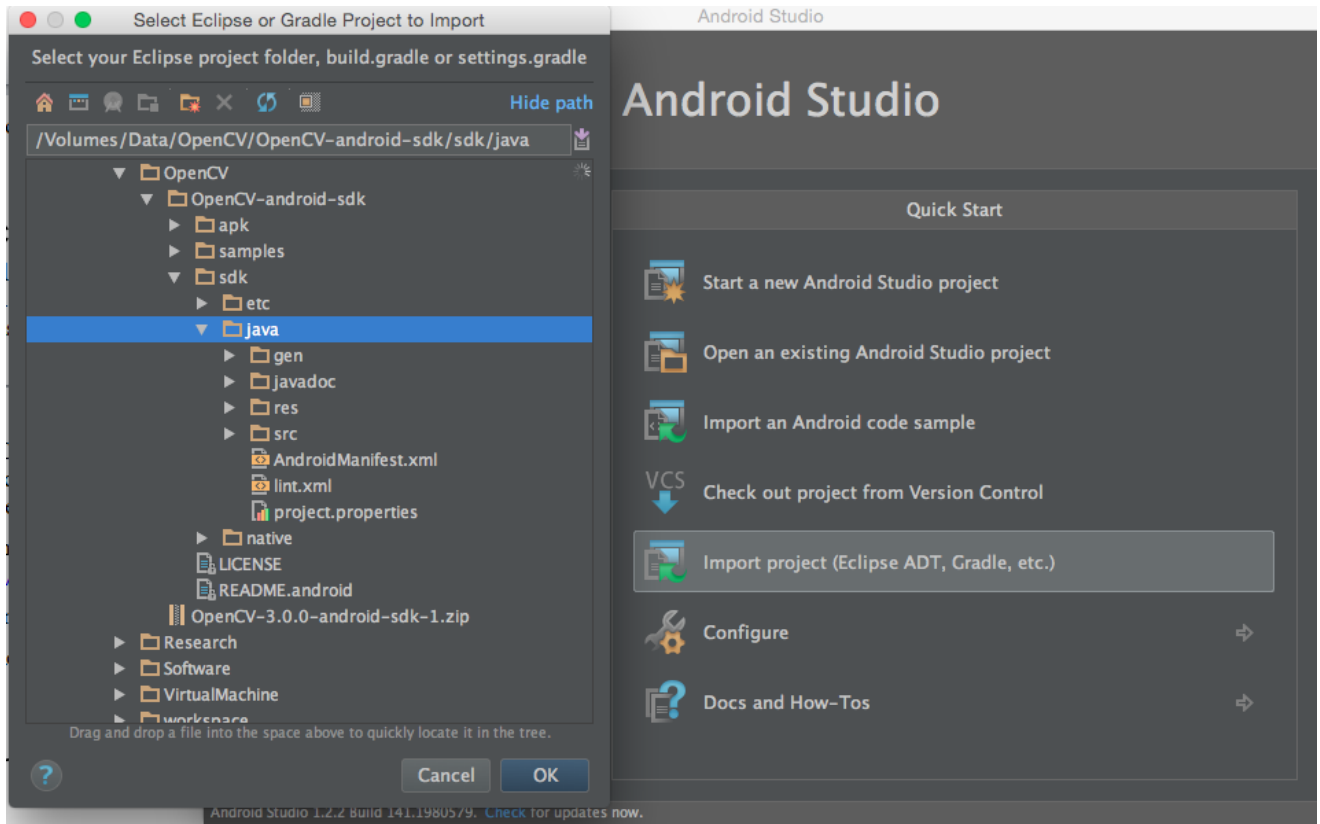 Select Eclipse or Gradle Project to Import
Select your Eclipse project folder, build.gradle or settings.gradle
Hide path
/Volumes/Data/OpenCV/OpenCV-android-sdk/sdk/java
OpenCV
OpenCV-android-sdk
apk
samples
sdk
etc
java
gen
javadoc
res
src
AndroidManifest.xml
lint.xml
project.properties
native
LICENSE
README.android
OpenCV-3.0.0-android-sdk-1.zip
Research
Software
VirtualMachine
workspace
Drag and drop a file into the space above to quickly locate it in the tree.
?
Cancel
OK
Android Studio
Android Studio
Quick Start
Start a new Android Studio project
Open an existing Android Studio project
Import an Android code sample
VCS
Check out project from Version Control
Import project (Eclipse ADT, Gradle, etc.)
Configure
Docs and How-Tos
Android Studio 1.2.2 Build 141.1980579. Check for updates now.